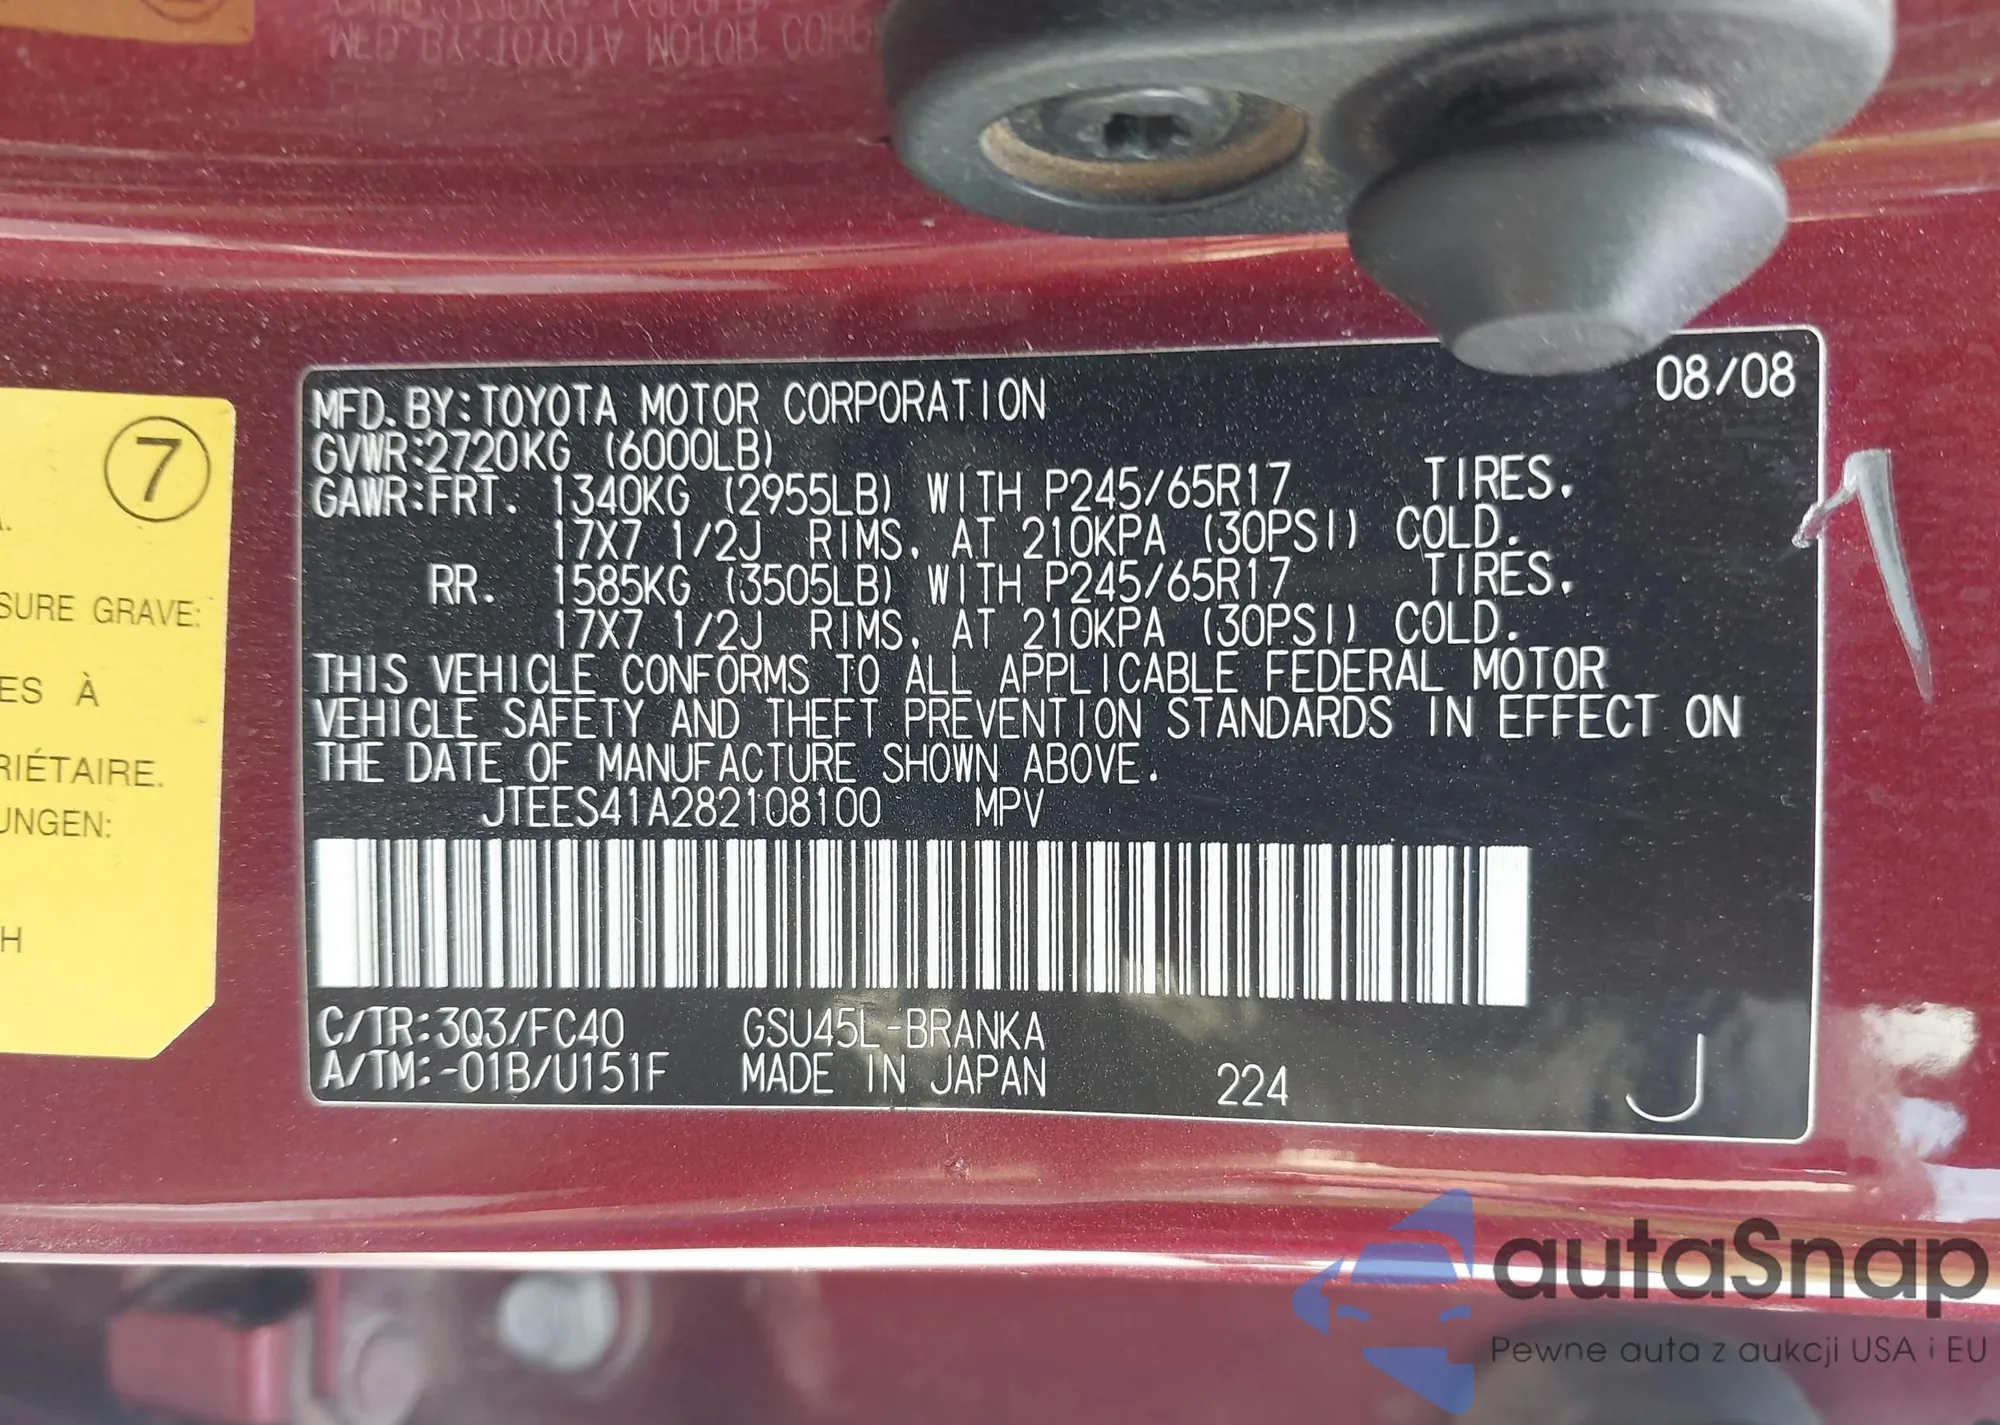 MFD. BY: TOYOTA MOTOR CORPORATION 08/08
GVWR:2720KG (6000LB)
GAWR:FRT. 1340KG (2955LB) WITH P245/65R17 TIRES.
17X7 1/2J RIMS, AT 210KPA (30PSI) COLD.
RR. 1585KG (3505LB) WITH P245/65R17 TIRES.
17X7 1/2J RIMS, AT 210KPA (30PSI) COLD.
THIS VEHICLE CONFORMS TO ALL APPLICABLE FEDERAL MOTOR
VEHICLE SAFETY AND THEFT PREVENTION STANDARDS IN EFFECT ON
THE DATE OF MANUFACTURE SHOWN ABOVE.
JTEES41A282108100 MPV
C/TR:3Q3/FC40 GSU45L-BRANKA
A/TM:-01B/U151F MADE IN JAPAN 224 J
7
SURE GRAVE:
ES À
RIÉTAIRE.
UNGEN:
H
1
autaSnap
Pewne auta z aukcji USA i EU